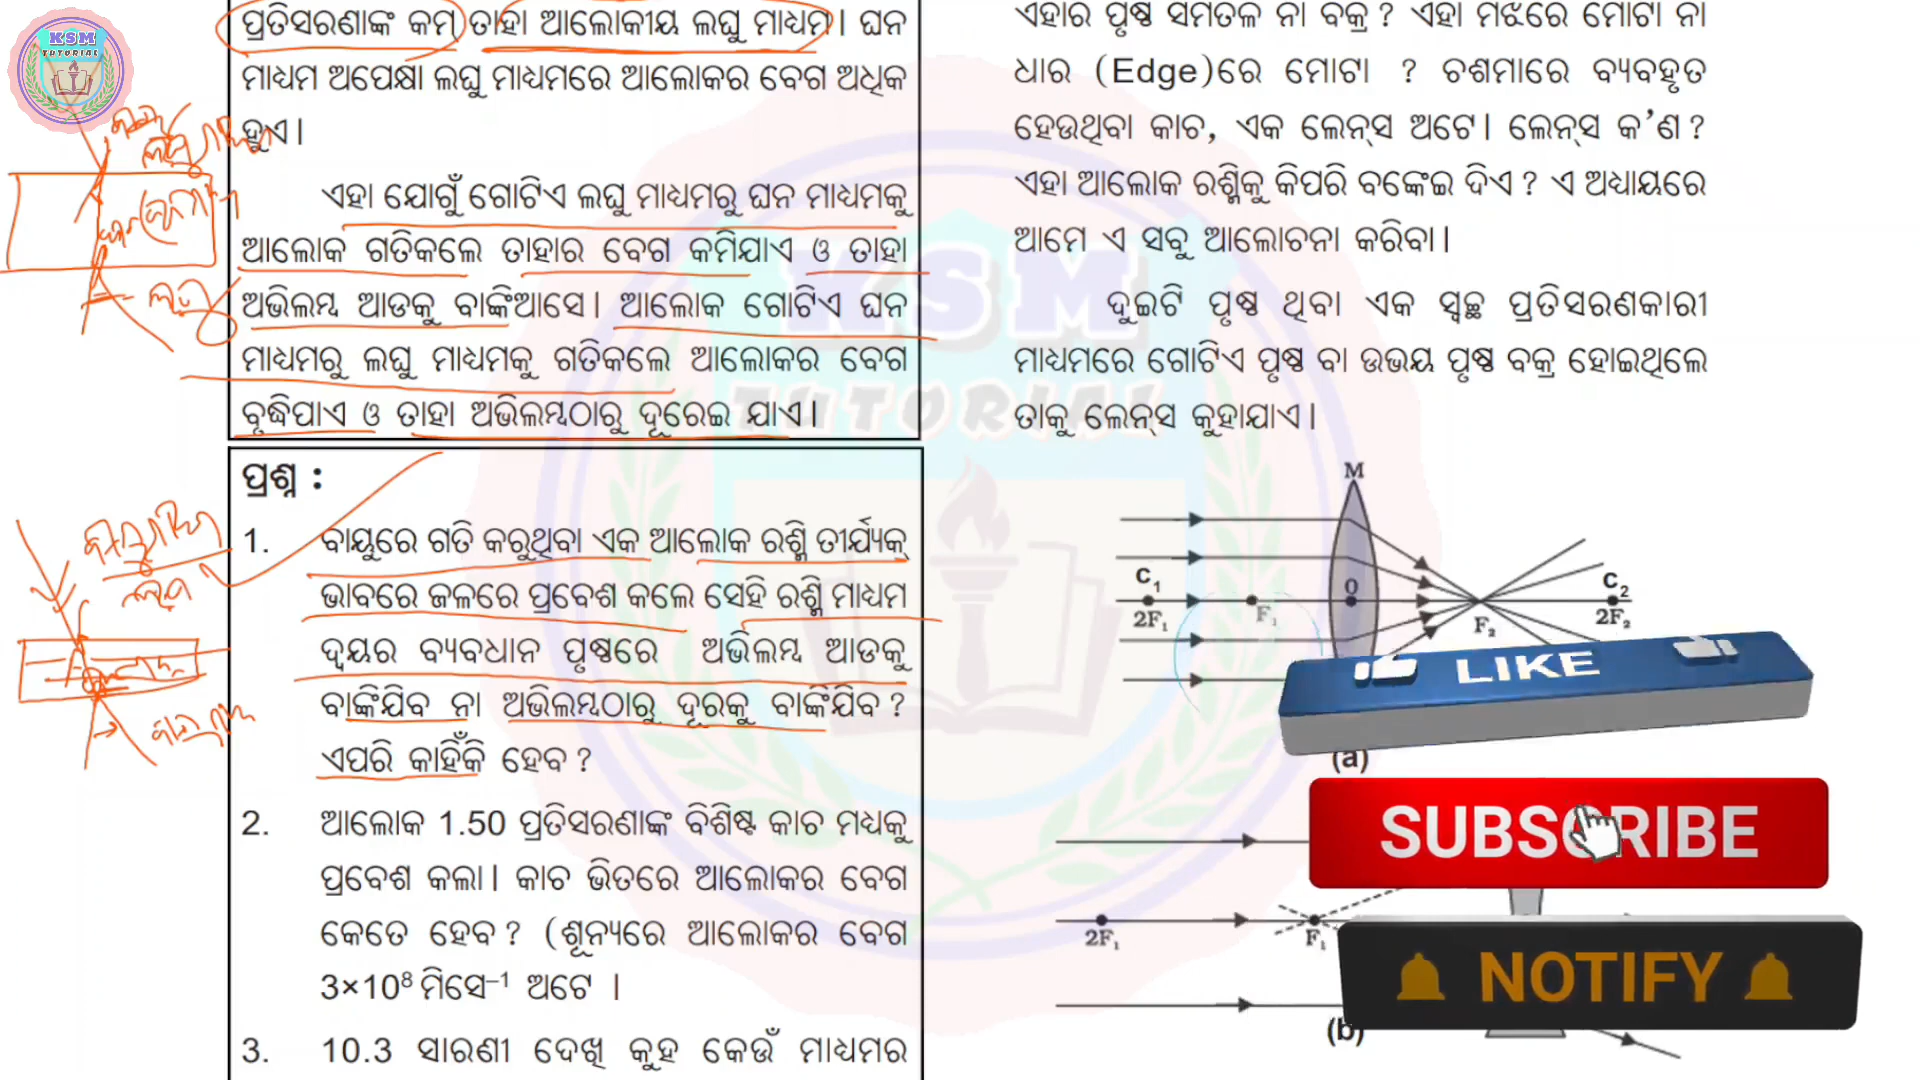 KSM
TUTORIAL
ପ୍ରତିସରଣାଙ୍କ କମ୍ ତାହା ଆଲୋକୀୟ ଲଘୁ ମାଧ୍ୟମ। ଘନ
ମାଧ୍ୟମ ଅପେକ୍ଷା ଲଘୁ ମାଧ୍ୟମରେ ଆଲୋକର ବେଗ ଅଧିକ
ହୁଏ।
ଏହା ଯୋଗୁଁ ଗୋଟିଏ ଲଘୁ ମାଧ୍ୟମରୁ ଘନ ମାଧ୍ୟମକୁ
ଆଲୋକ ଗତିକଲେ ତାହାର ବେଗ କମିଯାଏ ଓ ତାହା
ଅଭିଲମ୍ବ ଆଡକୁ ବାଙ୍କିଆସେ। ଆଲୋକ ଗୋଟିଏ ଘନ
ମାଧ୍ୟମରୁ ଲଘୁ ମାଧ୍ୟମକୁ ଗତିକଲେ ଆଲୋକର ବେଗ
ବୃଦ୍ଧିପାଏ ଓ ତାହା ଅଭିଲମ୍ବଠାରୁ ଦୂରେଇ ଯାଏ।
ପ୍ରଶ୍ନ :
1. ବାୟୁରେ ଗତି କରୁଥିବା ଏକ ଆଲୋକ ରଶ୍ମି ତୀର୍ଯ୍ୟକ୍
ଭାବରେ ଜଳରେ ପ୍ରବେଶ କଲେ ସେହି ରଶ୍ମି ମାଧ୍ୟମ
ଦ୍ୱୟର ବ୍ୟବଧାନ ପୃଷ୍ଠରେ ଅଭିଲମ୍ବ ଆଡକୁ
ବାଙ୍କିଯିବ ନା ଅଭିଲମ୍ବଠାରୁ ଦୂରକୁ ବାଙ୍କିଯିବ ?
ଏପରି କାହିଁକି ହେବ ?
2. ଆଲୋକ 1.50 ପ୍ରତିସରଣାଙ୍କ ବିଶିଷ୍ଟ କାଚ ମଧ୍ୟକୁ
ପ୍ରବେଶ କଲା। କାଚ ଭିତରେ ଆଲୋକର ବେଗ
କେତେ ହେବ ? (ଶୂନ୍ୟରେ ଆଲୋକର ବେଗ
3×10⁸ ମିସେ⁻¹ ଅଟେ ।
3. 10.3 ସାରଣୀ ଦେଖି କୁହ କେଉଁ ମାଧ୍ୟମର
ଏହାର ପୃଷ୍ଠ ସମତଳ ନା ବକ୍ର ? ଏହା ମଝିରେ ମୋଟା ନା
ଧାର (Edge)ରେ ମୋଟା ? ଚଶମାରେ ବ୍ୟବହୃତ
ହେଉଥିବା କାଚ, ଏକ ଲେନ୍‌ସ ଅଟେ। ଲେନ୍‌ସ କ'ଣ ?
ଏହା ଆଲୋକ ରଶ୍ମିକୁ କିପରି ବଙ୍କେଇ ଦିଏ ? ଏ ଅଧ୍ୟାୟରେ
ଆମେ ଏ ସବୁ ଆଲୋଚନା କରିବା।
ଦୁଇଟି ପୃଷ୍ଠ ଥିବା ଏକ ସ୍ୱଚ୍ଛ ପ୍ରତିସରଣକାରୀ
ମାଧ୍ୟମରେ ଗୋଟିଏ ପୃଷ୍ଠ ବା ଉଭୟ ପୃଷ୍ଠ ବକ୍ର ହୋଇଥିଲେ
ତାକୁ ଲେନ୍‌ସ କୁହାଯାଏ।
KSM
TUTORIAL
M
C₁ O C₂
2F₁ F₁ F₂ 2F₂
LIKE
(a)
SUBSCRIBE
2F₁ F₁
NOTIFY
(b)